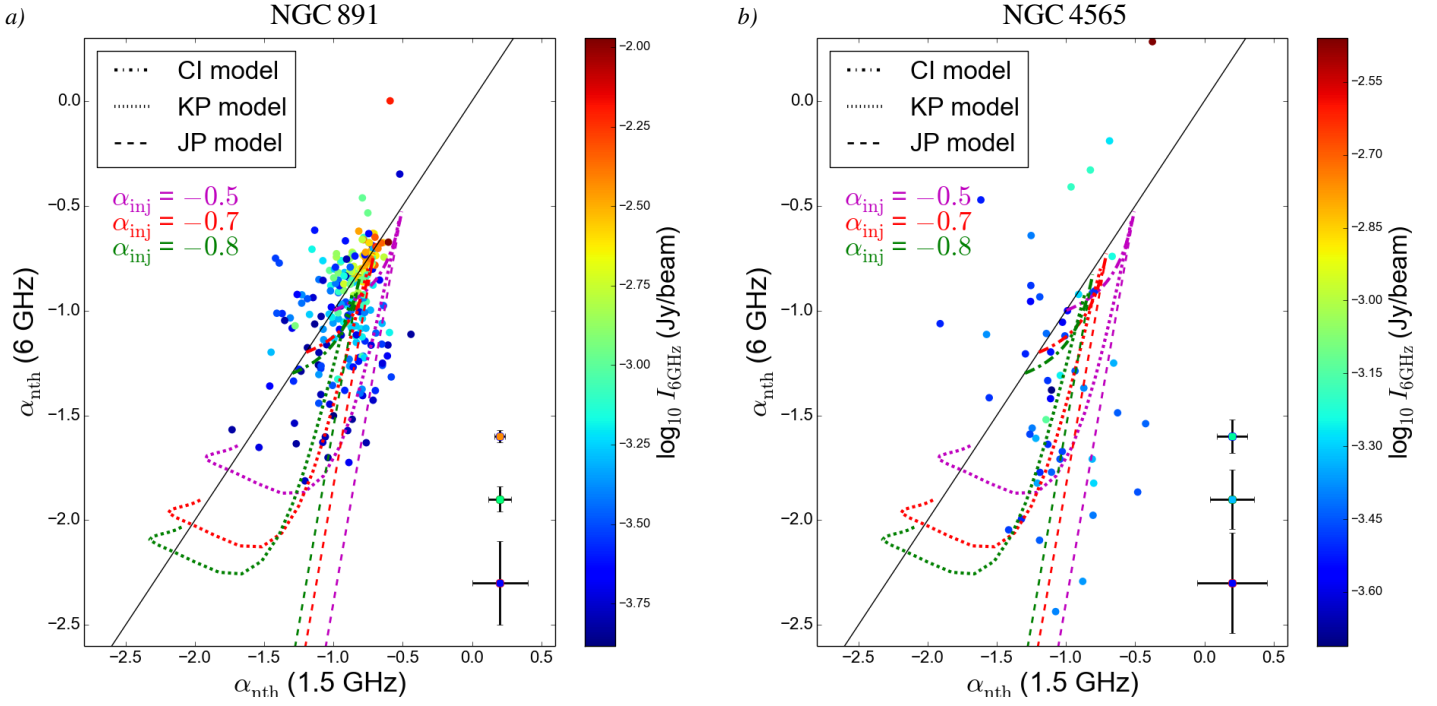 a) NGC 891
CI model
KP model
JP model
α_inj = −0.5
α_inj = −0.7
α_inj = −0.8
0.0
−0.5
−1.0
−1.5
−2.0
−2.5
α_nth (6 GHz)
−2.5 −2.0 −1.5 −1.0 −0.5 0.0 0.5
α_nth (1.5 GHz)
−2.00
−2.25
−2.50
−2.75
−3.00
−3.25
−3.50
−3.75
log₁₀ I_6GHz (Jy/beam)
b) NGC 4565
CI model
KP model
JP model
α_inj = −0.5
α_inj = −0.7
α_inj = −0.8
0.0
−0.5
−1.0
−1.5
−2.0
−2.5
α_nth (6 GHz)
−2.5 −2.0 −1.5 −1.0 −0.5 0.0 0.5
α_nth (1.5 GHz)
−2.55
−2.70
−2.85
−3.00
−3.15
−3.30
−3.45
−3.60
log₁₀ I_6GHz (Jy/beam)